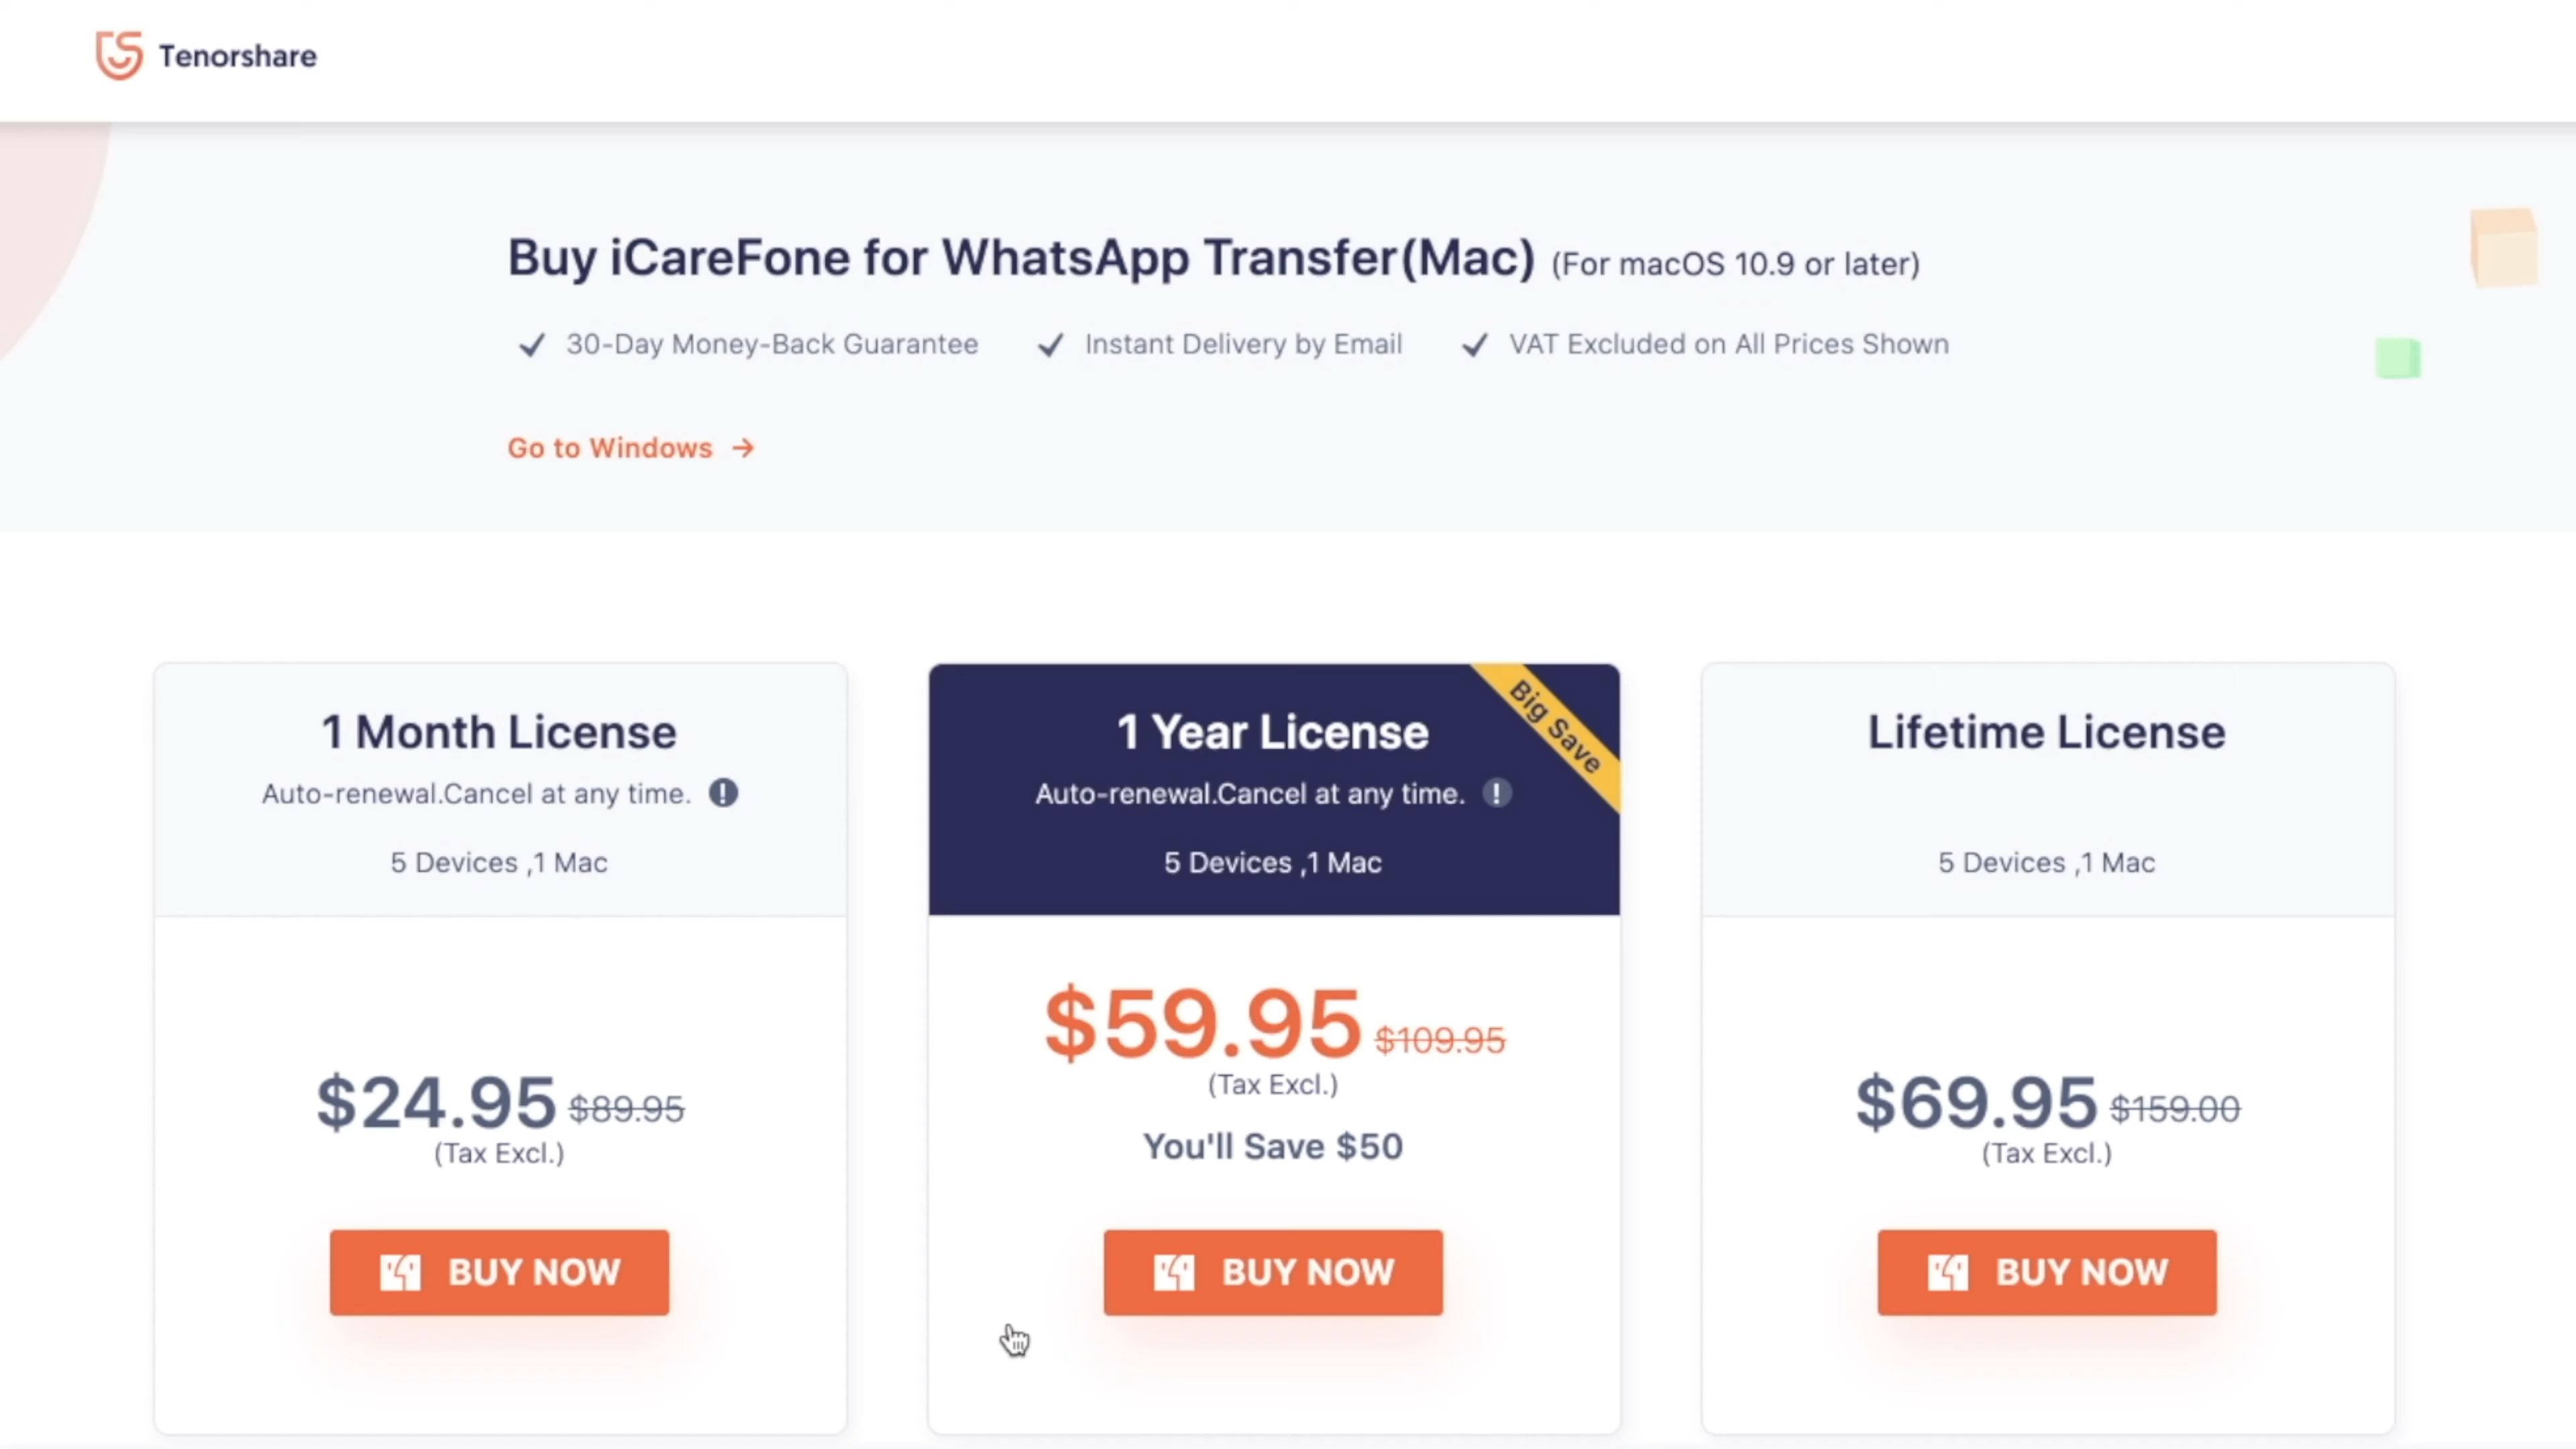 Tenorshare
Buy iCareFone for WhatsApp Transfer(Mac) (For macOS 10.9 or later)
30-Day Money-Back Guarantee
Instant Delivery by Email
VAT Excluded on All Prices Shown
Go to Windows →
1 Month License
Auto-renewal.Cancel at any time. !
5 Devices ,1 Mac
$24.95 $89.95
(Tax Excl.)
BUY NOW
Big Save
1 Year License
Auto-renewal.Cancel at any time. !
5 Devices ,1 Mac
$59.95 $109.95
(Tax Excl.)
You'll Save $50
BUY NOW
Lifetime License
5 Devices ,1 Mac
$69.95 $159.00
(Tax Excl.)
BUY NOW